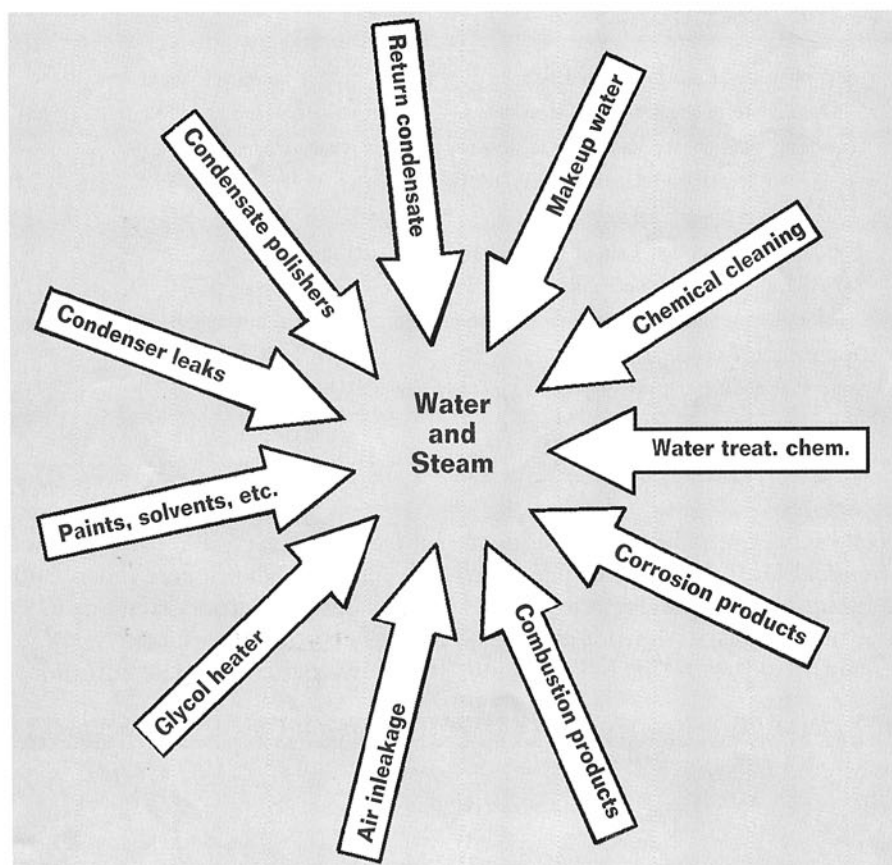 Return condensate
Makeup water
Chemical cleaning
Water treat. chem.
Corrosion products
Combustion products
Air inleakage
Glycol heater
Paints, solvents, etc.
Condenser leaks
Condensate polishers
Water
and
Steam